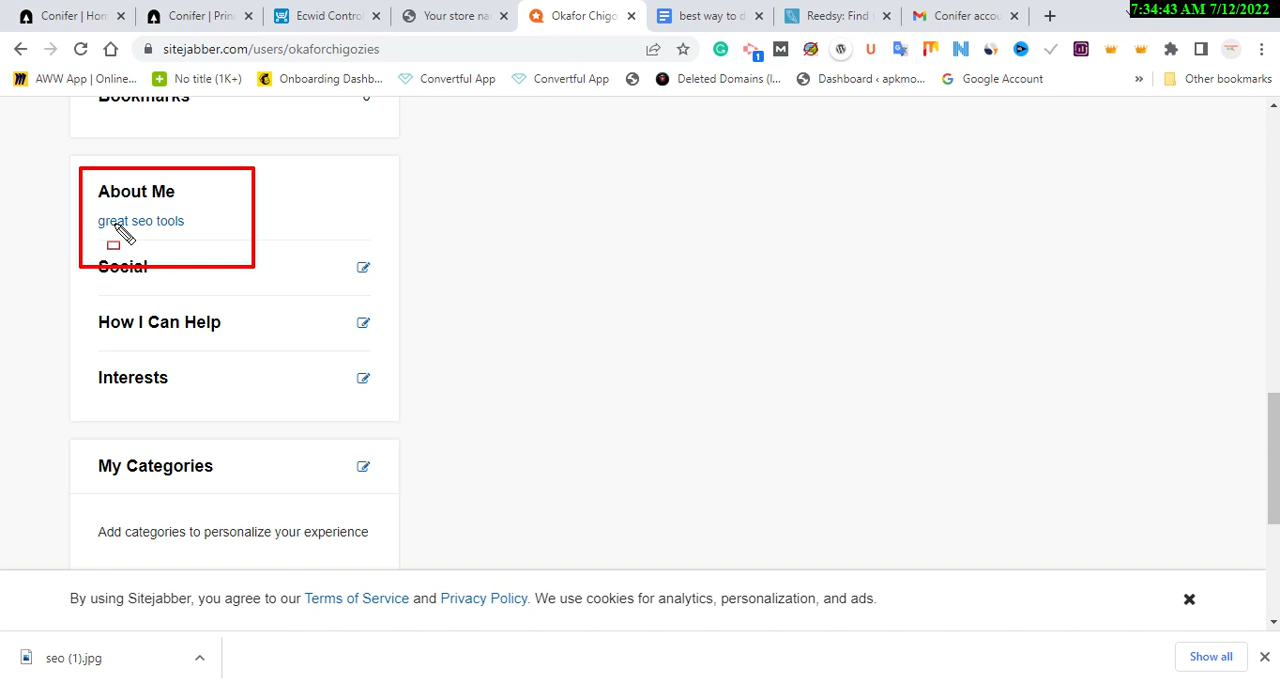 Conifer | Hom
Conifer | Prin
Ecwid Contro
Your store na
Okafor Chigo
best way to d
Reedsy: Find
Conifer accou
7:34:43 AM 7/12/2022
sitejabber.com/users/okaforchigozies
1
AWW App | Online...
No title (1K+)
Onboarding Dashb...
Convertful App
Convertful App
Deleted Domains (l...
Dashboard ‹ apkmo...
Google Account
»
Other bookmarks
Bookmarks
About Me
great seo tools
Social
How I Can Help
Interests
My Categories
Add categories to personalize your experience
By using Sitejabber, you agree to our Terms of Service and Privacy Policy. We use cookies for analytics, personalization, and ads.
seo (1).jpg
Show all